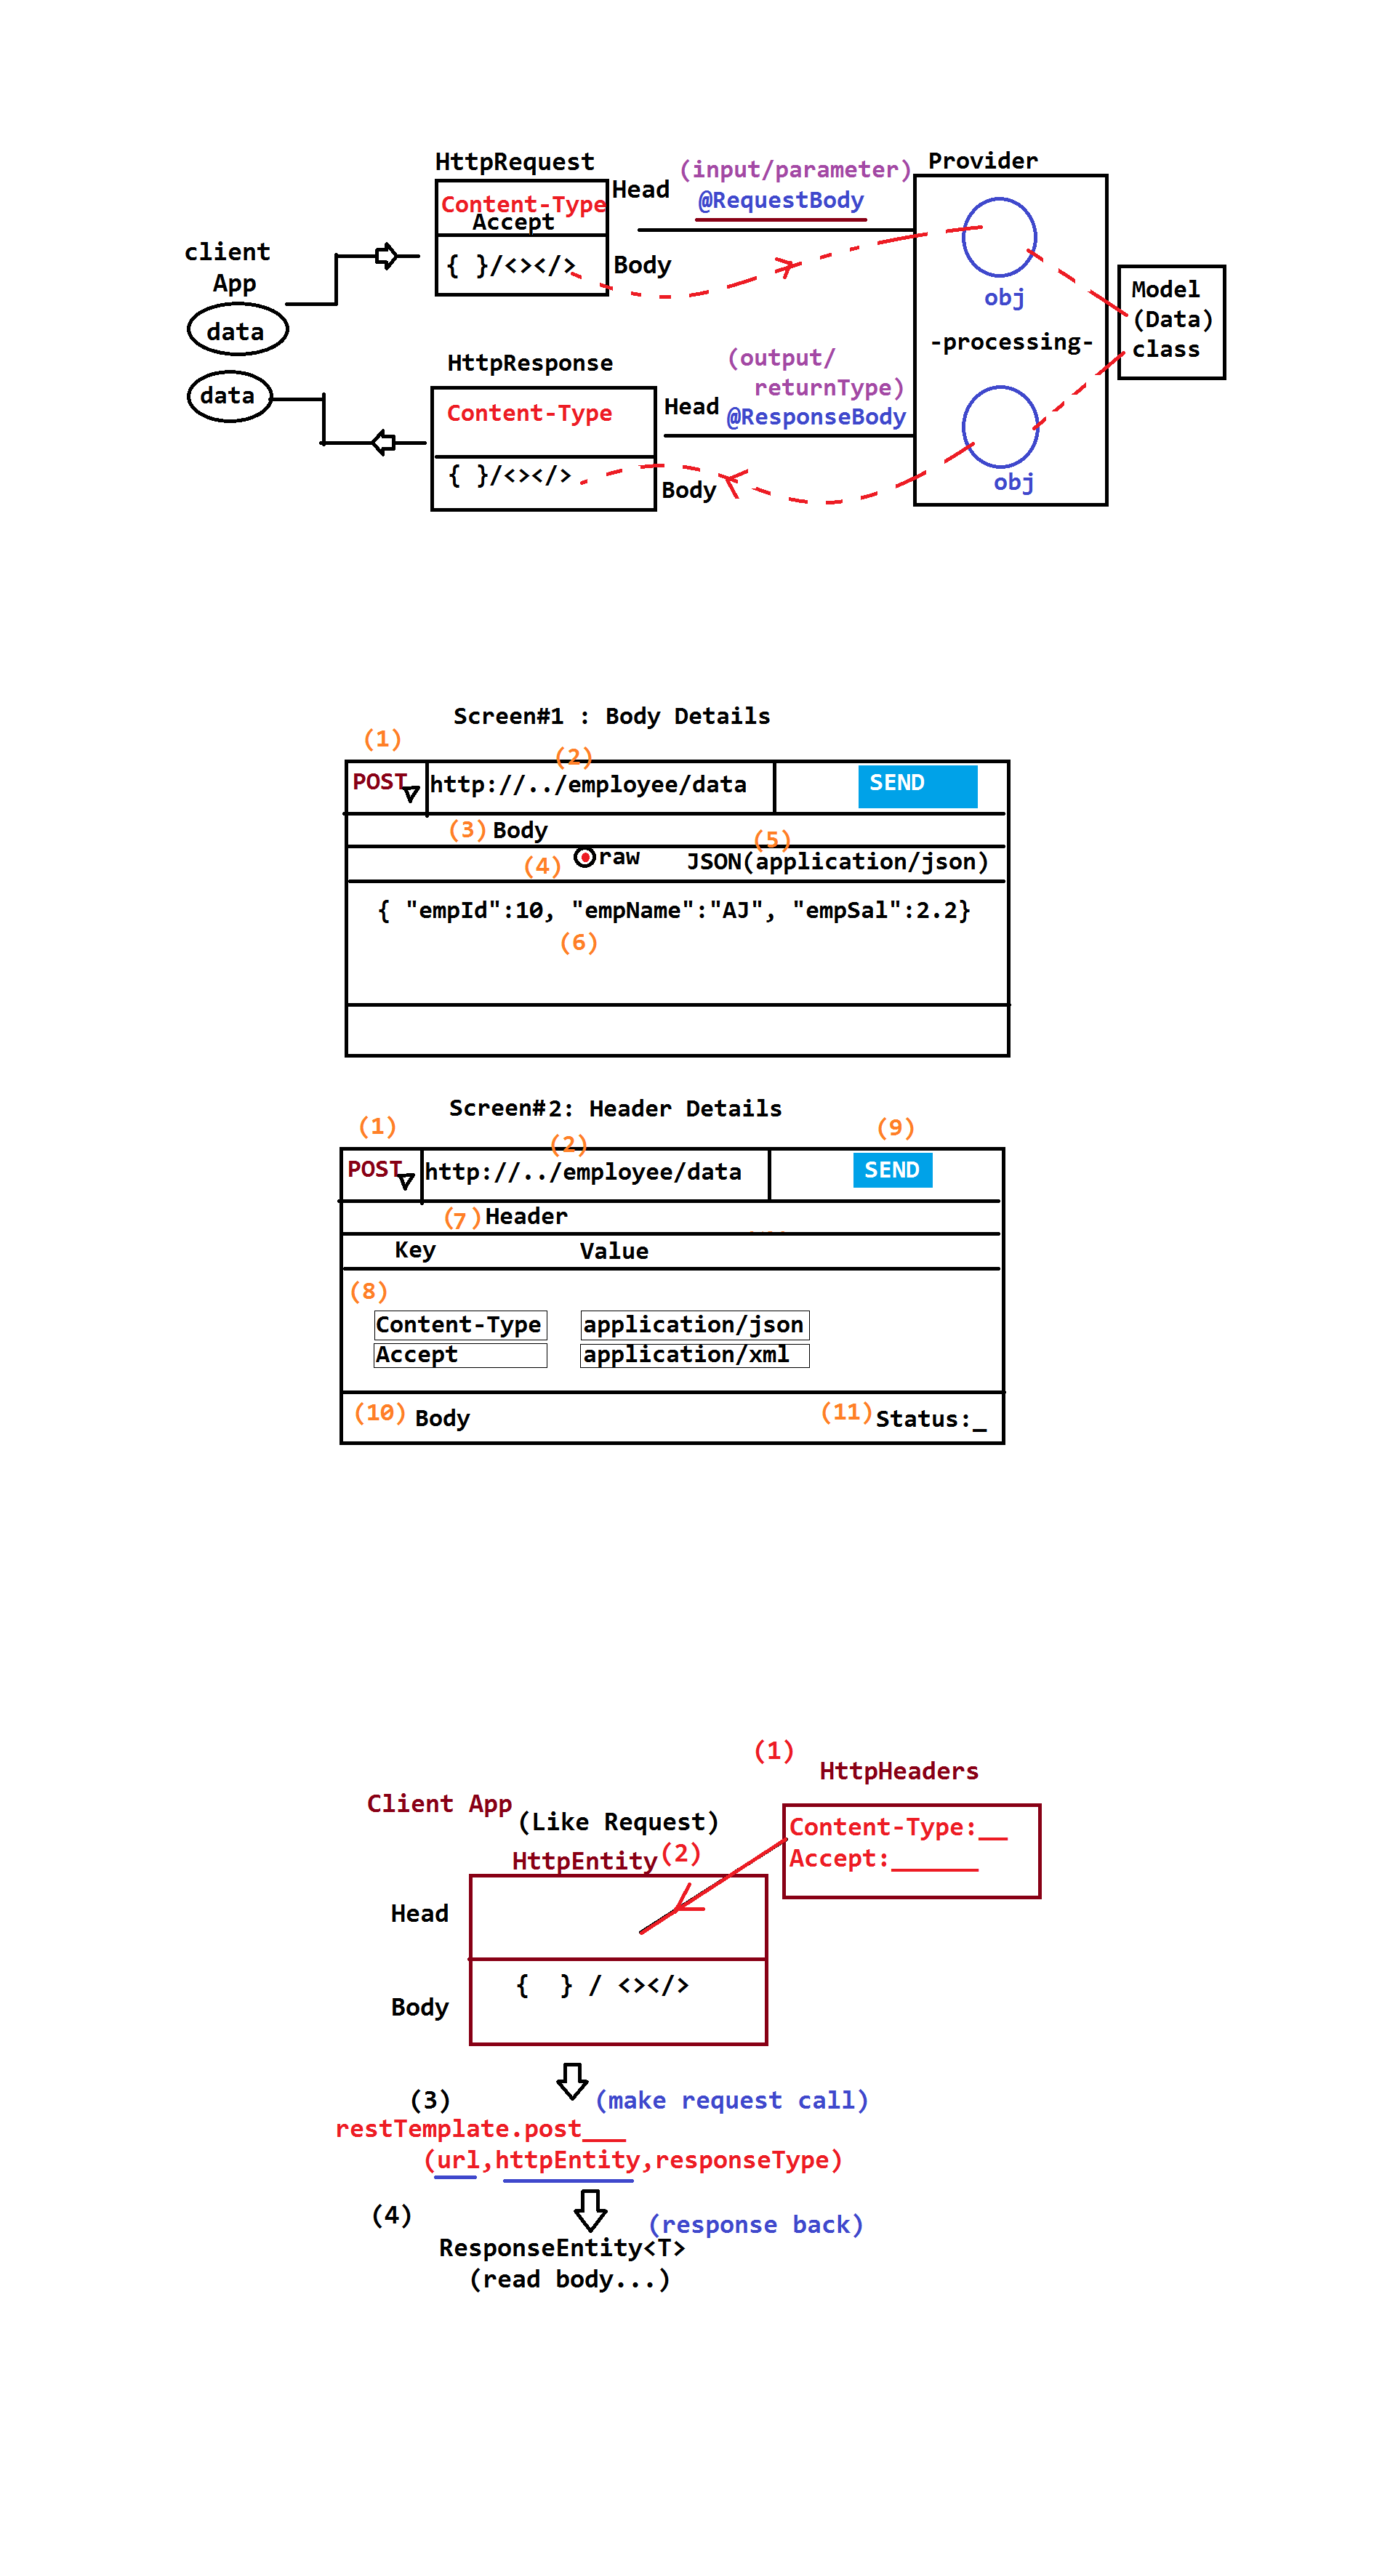 HttpRequest
Content-Type
Accept
{ }/<></>
Head
Body
(input/parameter)
@RequestBody
Provider
obj
-processing-
obj
Model
(Data)
class
client
App
data
data
HttpResponse
Content-Type
{ }/<></>
Head
Body
(output/
returnType)
@ResponseBody
Screen#1 : Body Details
(1)
(2)
POST http://../employee/data SEND
(3) Body
(4) raw (5) JSON(application/json)
{ "empId":10, "empName":"AJ", "empSal":2.2}
(6)
Screen#2: Header Details
(1) (2) (9)
POST http://../employee/data SEND
(7) Header
Key Value
(8)
Content-Type application/json
Accept application/xml
(10) Body (11) Status:_
(1)
HttpHeaders
Content-Type:__
Accept:______
Client App
(Like Request)
HttpEntity (2)
Head
Body
{ } / <></>
(3) (make request call)
restTemplate.post___
(url,httpEntity,responseType)
(4) (response back)
ResponseEntity<T>
(read body...)